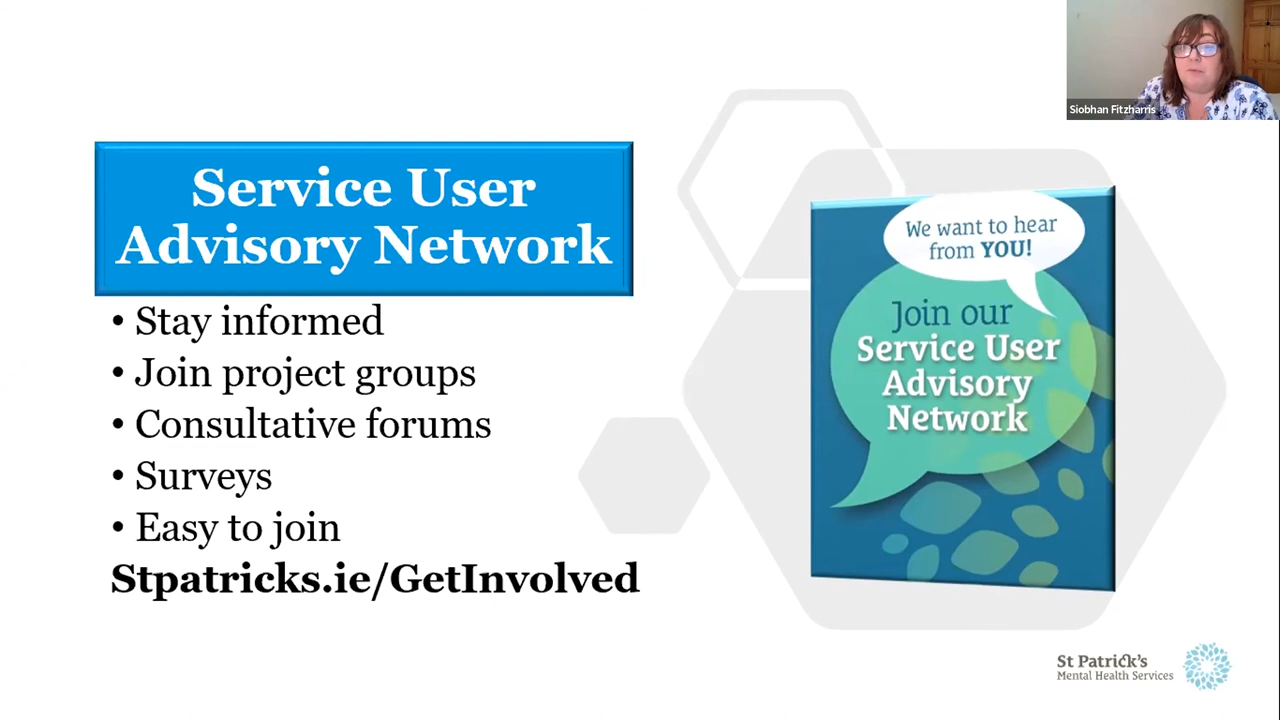 Siobhan Fitzharris
Service User
Advisory Network
• Stay informed
• Join project groups
• Consultative forums
• Surveys
• Easy to join
Stpatricks.ie/GetInvolved
We want to hear
from YOU!
Join our
Service User
Advisory
Network
St Patrick's
Mental Health Services